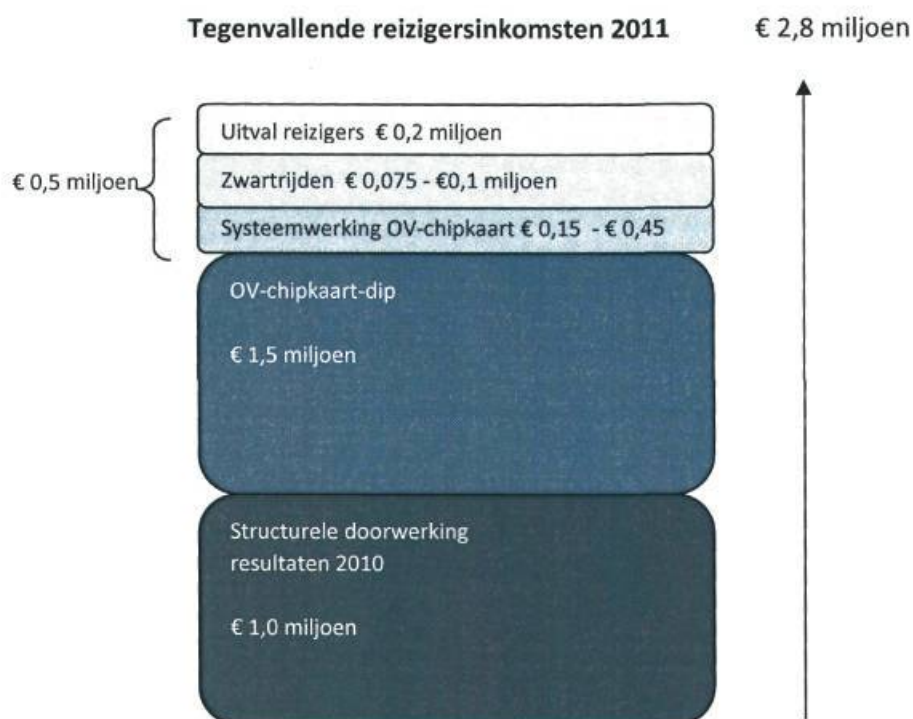 Tegenvallende reizigersinkomsten 2011 € 2,8 miljoen
Uitval reizigers € 0,2 miljoen
€ 0,5 miljoen
Zwartrijden € 0,075 - €0,1 miljoen
Systeemwerking OV-chipkaart € 0,15 - € 0,45
OV-chipkaart-dip
€ 1,5 miljoen
Structurele doorwerking
resultaten 2010
€ 1,0 miljoen